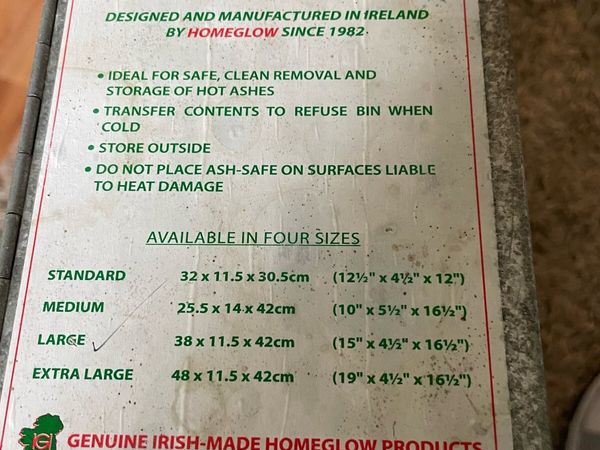 DESIGNED AND MANUFACTURED IN IRELAND
BY HOMEGLOW SINCE 1982
• IDEAL FOR SAFE, CLEAN REMOVAL AND
STORAGE OF HOT ASHES
• TRANSFER CONTENTS TO REFUSE BIN WHEN
COLD
• STORE OUTSIDE
• DO NOT PLACE ASH-SAFE ON SURFACES LIABLE
TO HEAT DAMAGE
AVAILABLE IN FOUR SIZES
STANDARD 32 x 11.5 x 30.5cm (12½" x 4½" x 12")
MEDIUM 25.5 x 14 x 42cm (10" x 5½" x 16½")
LARGE 38 x 11.5 x 42cm (15" x 4½" x 16½")
EXTRA LARGE 48 x 11.5 x 42cm (19" x 4½" x 16½")
GENUINE IRISH-MADE HOMEGLOW PRODUCTS